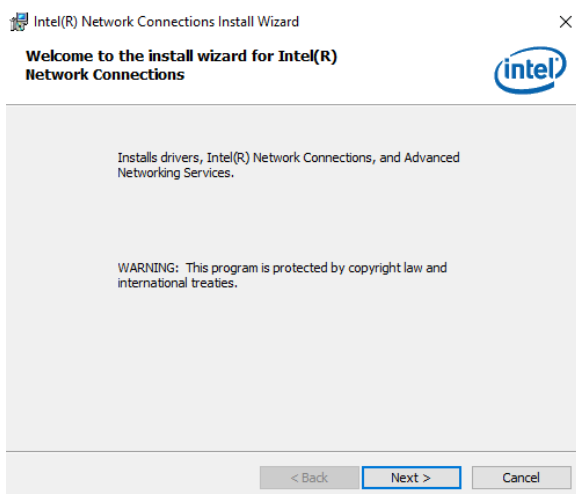 Intel(R) Network Connections Install Wizard
Welcome to the install wizard for Intel(R)
Network Connections
intel
Installs drivers, Intel(R) Network Connections, and Advanced
Networking Services.
WARNING: This program is protected by copyright law and
international treaties.
< Back
Next >
Cancel